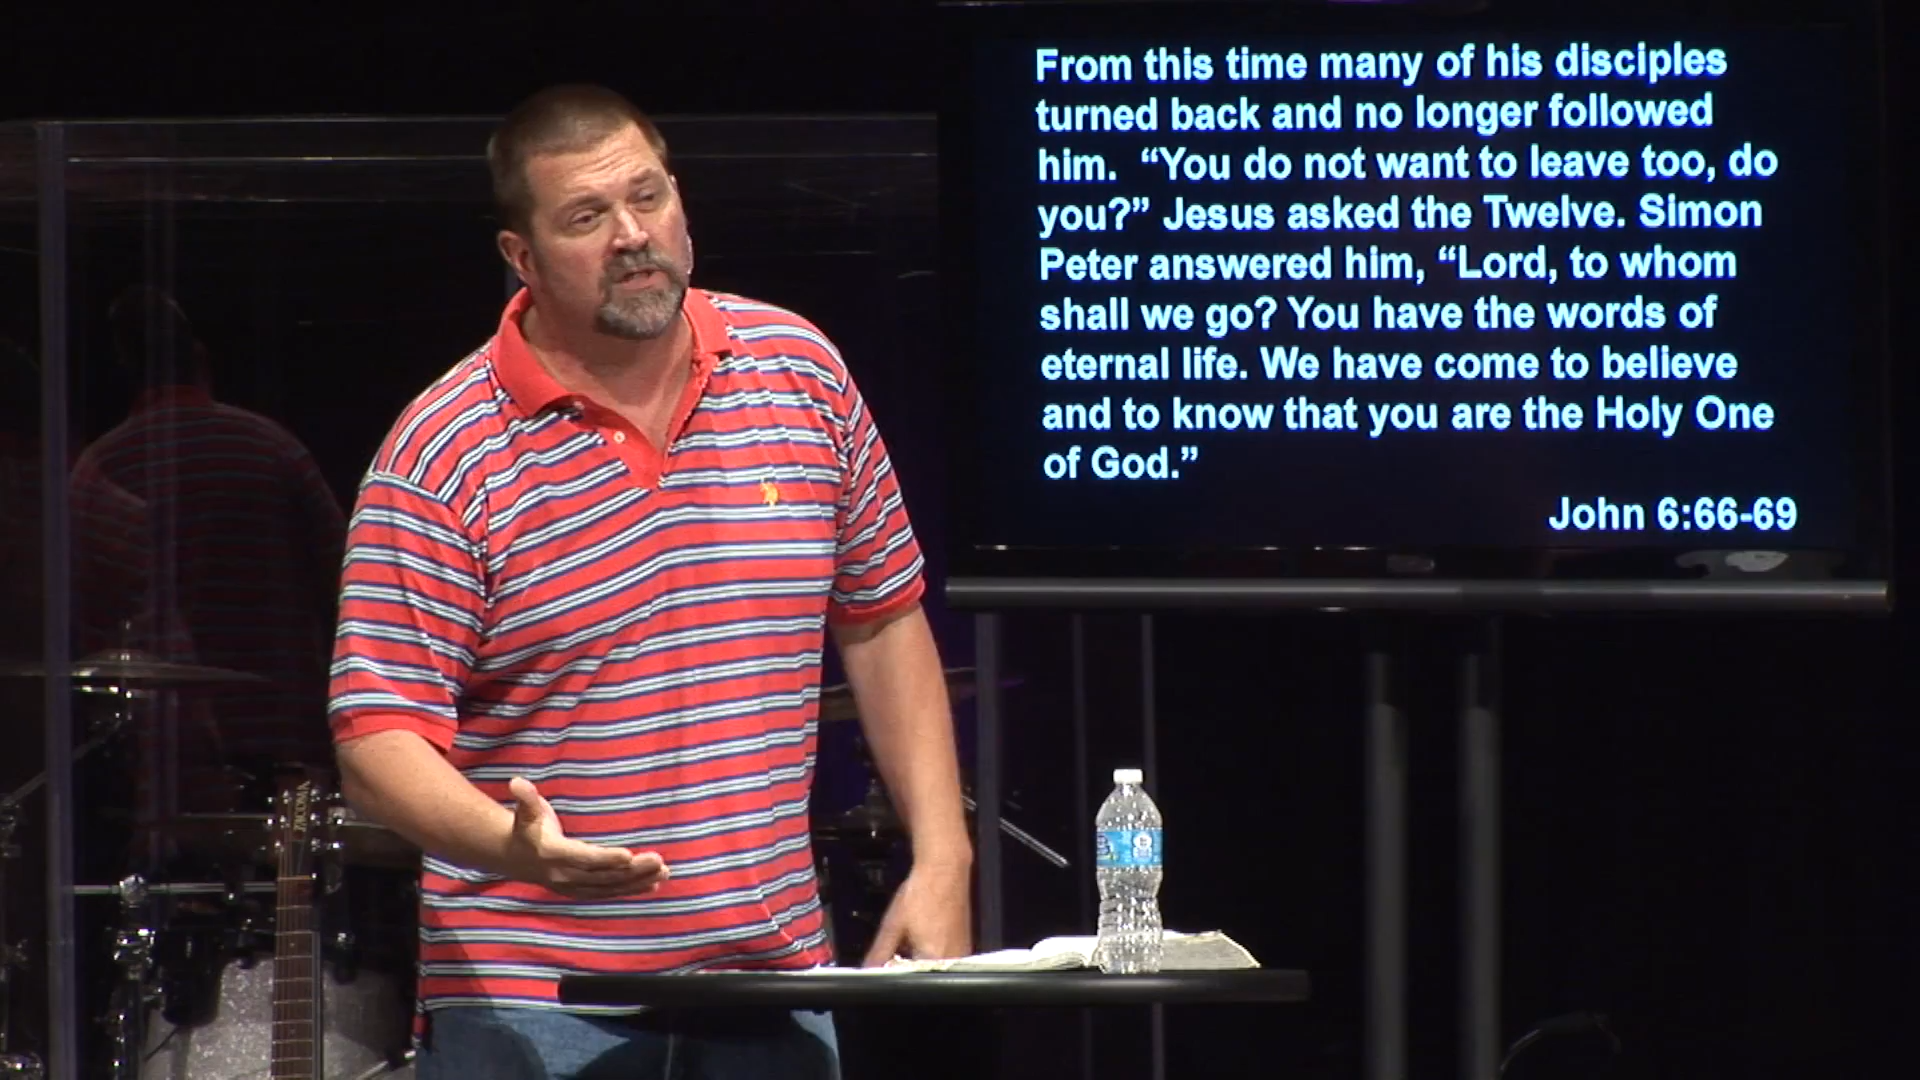 From this time many of his disciples
turned back and no longer followed
him.  “You do not want to leave too, do
you?” Jesus asked the Twelve. Simon
Peter answered him, “Lord, to whom
shall we go? You have the words of
eternal life. We have come to believe
and to know that you are the Holy One
of God.”
John 6:66-69